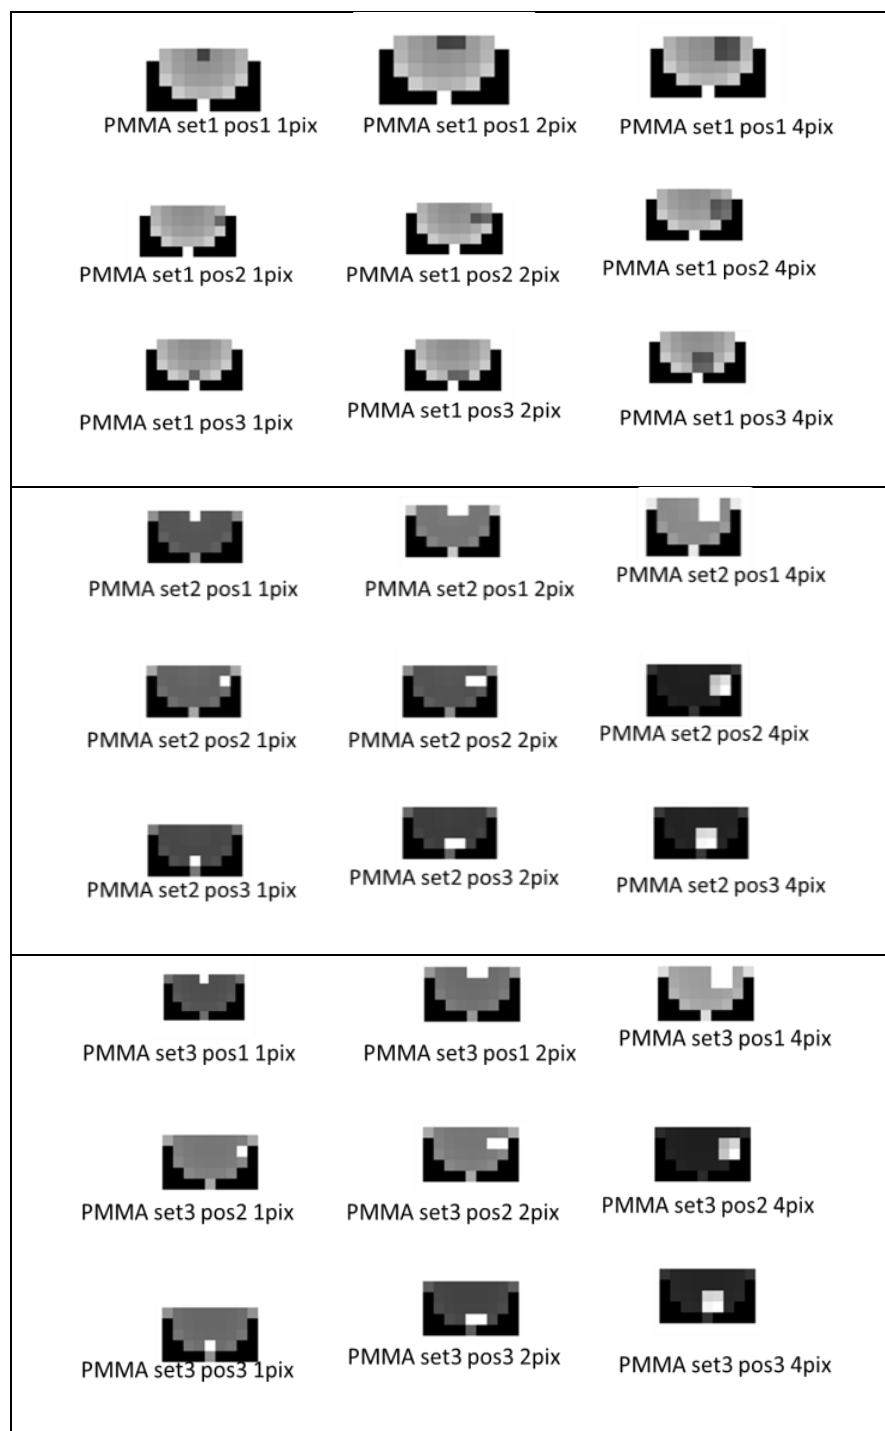 PMMA set1 pos1 1pix
PMMA set1 pos1 2pix
PMMA set1 pos1 4pix
PMMA set1 pos2 1pix
PMMA set1 pos2 2pix
PMMA set1 pos2 4pix
PMMA set1 pos3 1pix
PMMA set1 pos3 2pix
PMMA set1 pos3 4pix
PMMA set2 pos1 1pix
PMMA set2 pos1 2pix
PMMA set2 pos1 4pix
PMMA set2 pos2 1pix
PMMA set2 pos2 2pix
PMMA set2 pos2 4pix
PMMA set2 pos3 1pix
PMMA set2 pos3 2pix
PMMA set2 pos3 4pix
PMMA set3 pos1 1pix
PMMA set3 pos1 2pix
PMMA set3 pos1 4pix
PMMA set3 pos2 1pix
PMMA set3 pos2 2pix
PMMA set3 pos2 4pix
PMMA set3 pos3 1pix
PMMA set3 pos3 2pix
PMMA set3 pos3 4pix